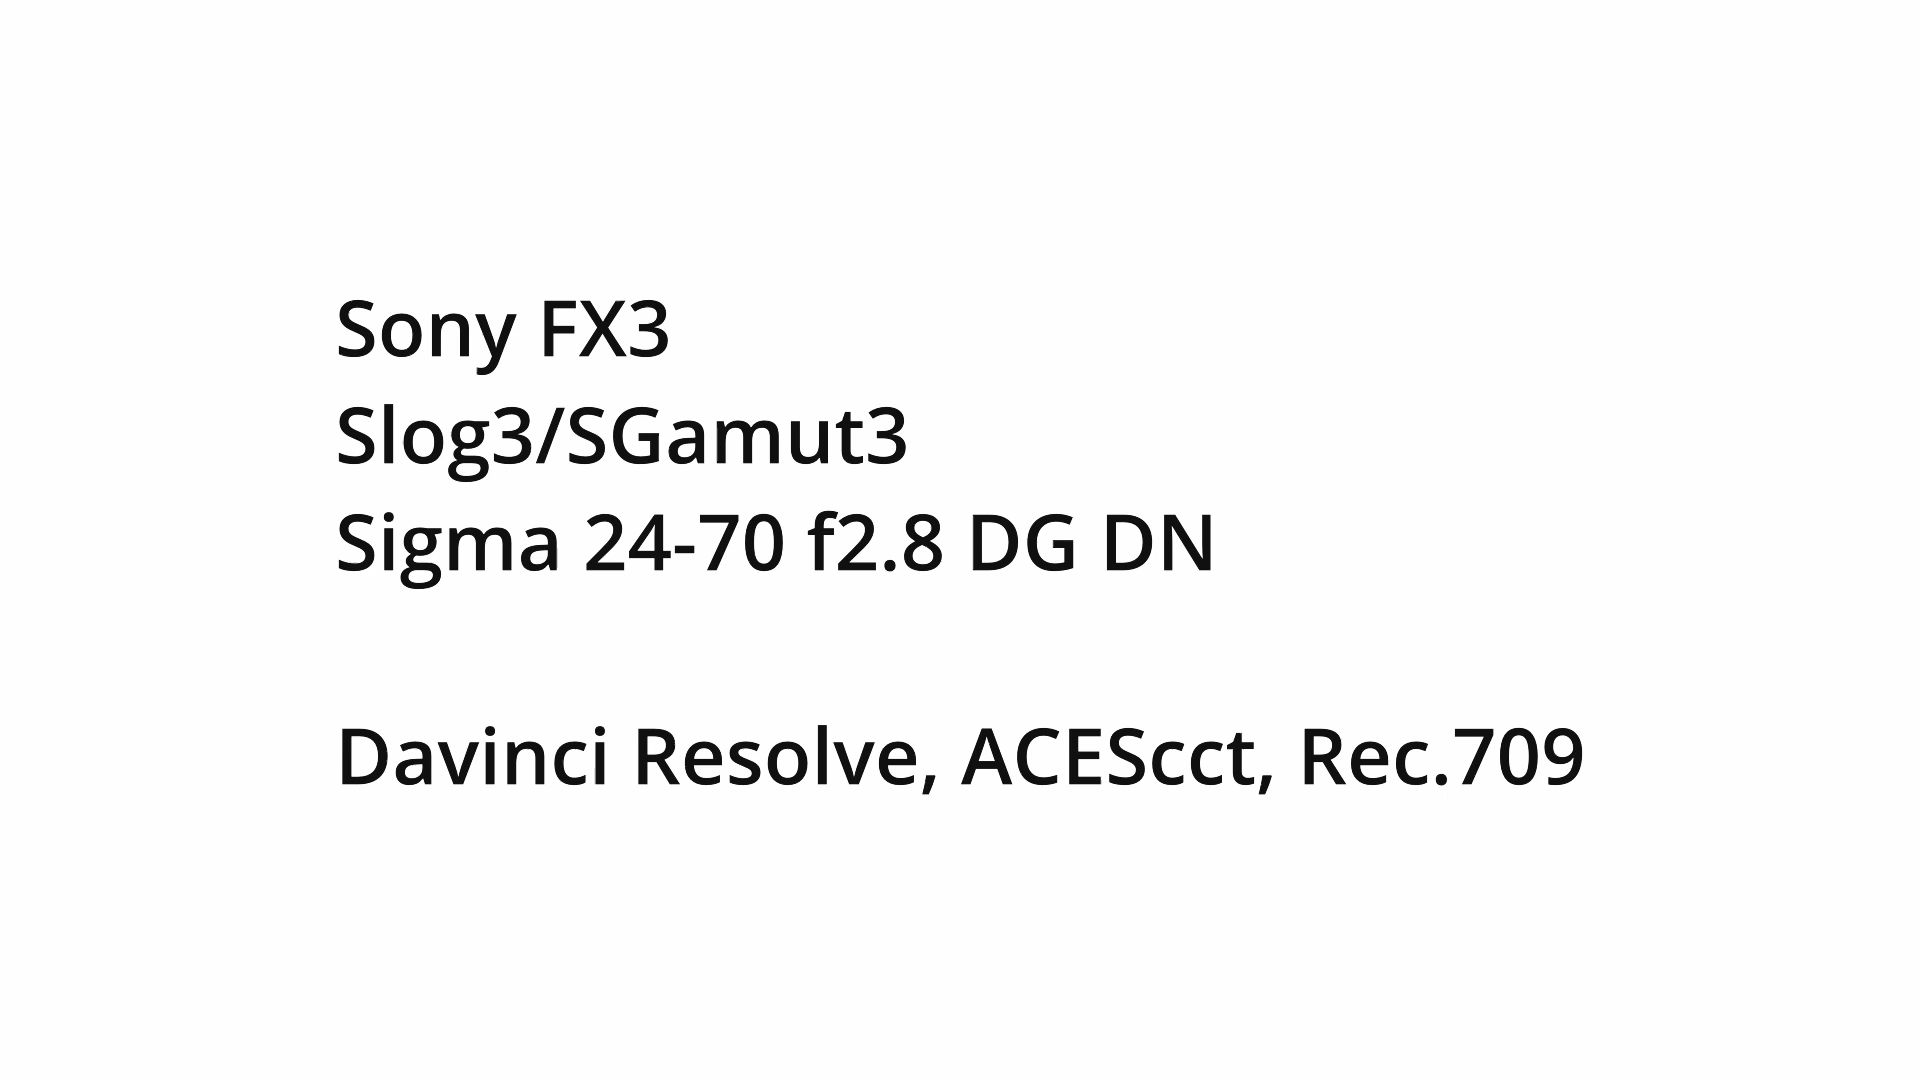 Sony FX3
Slog3/SGamut3
Sigma 24-70 f2.8 DG DN
Davinci Resolve, ACEScct, Rec.709